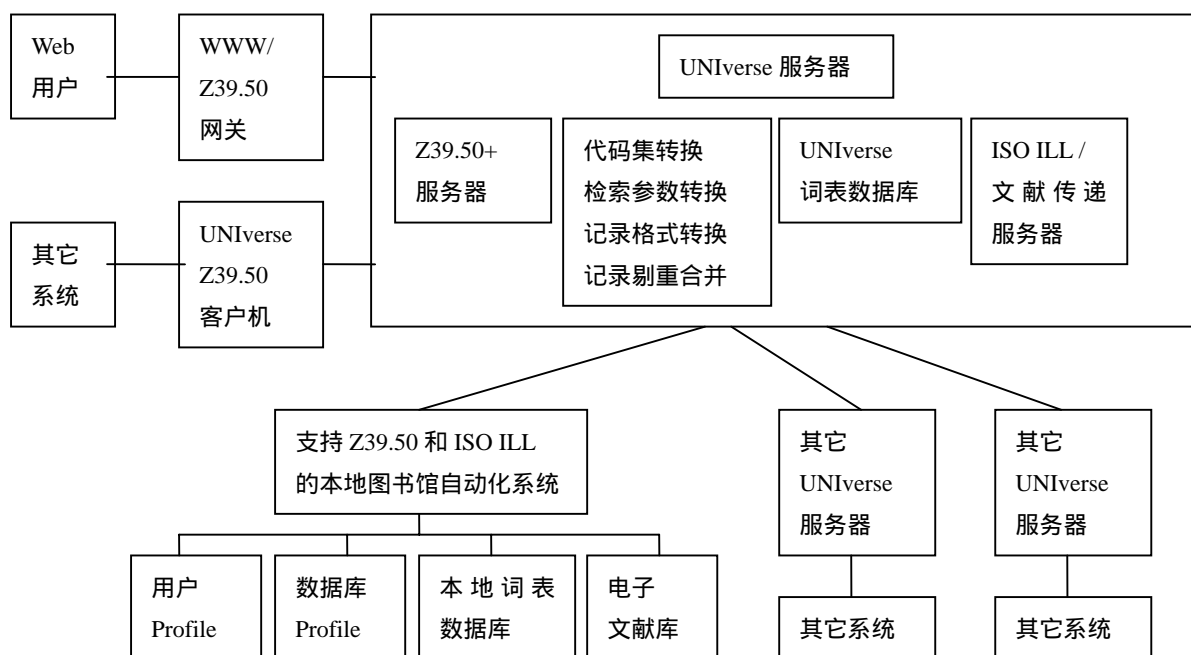 Web
用户
WWW/
Z39.50
网关
UNIverse 服务器
Z39.50+
服务器
代码集转换
检索参数转换
记录格式转换
记录剔重合并
UNIverse
词表数据库
ISO ILL /
文 献 传 递
服务器
其它
系统
UNIverse
Z39.50
客户机
支持 Z39.50 和 ISO ILL
的本地图书馆自动化系统
其它
UNIverse
服务器
其它
UNIverse
服务器
用户
Profile
数据库
Profile
本 地 词 表
数据库
电子
文献库
其它系统
其它系统